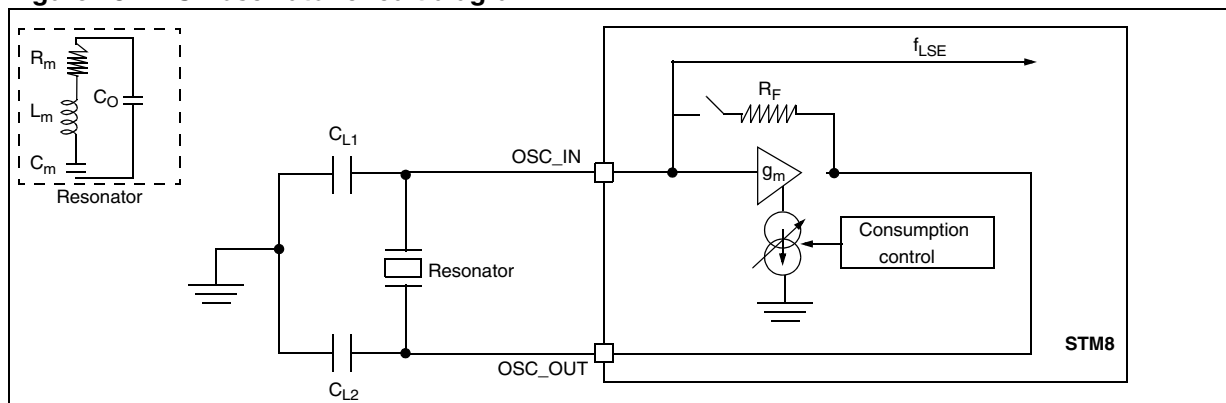 Rm
Lm
CO
Cm
Resonator
CL1
CL2
Resonator
OSC_IN
OSC_OUT
fLSE
RF
gm
Consumption
control
STM8